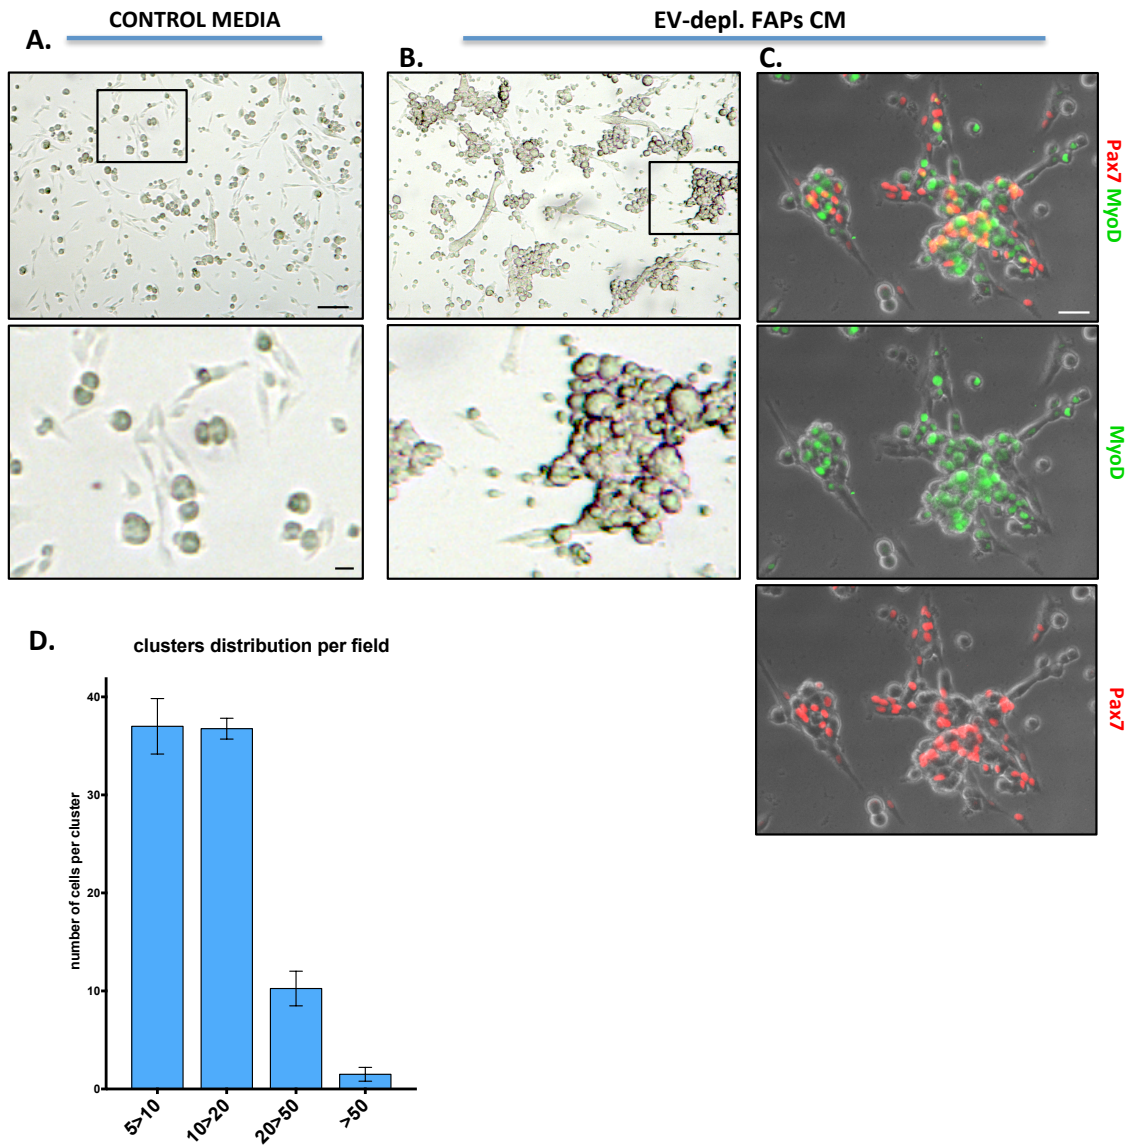 CONTROL MEDIA
EV-depl. FAPs CM
A.
B.
C.
Pax7 MyoD
MyoD
Pax7
D.
clusters distribution per field
number of cells per cluster
40
30
20
10
0
5>10
10>20
20>50
>50